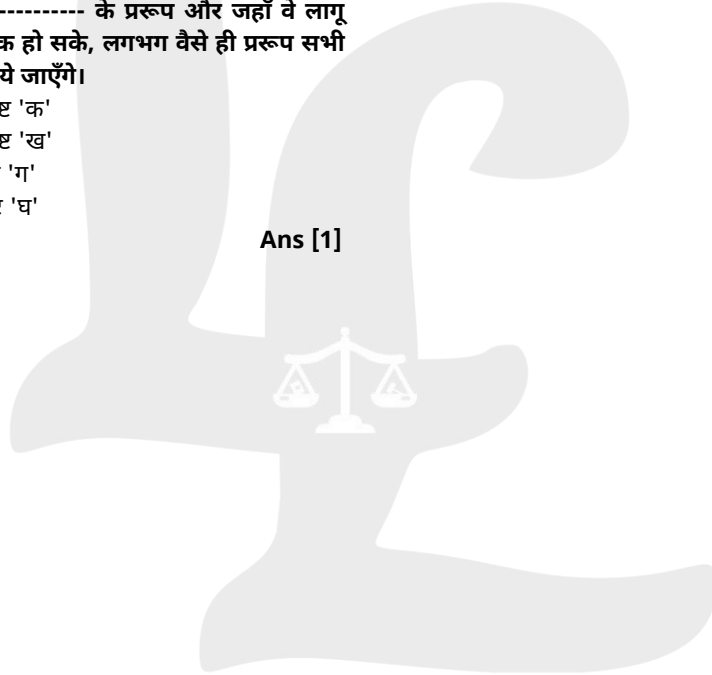 ---------- के प्ररूप और जहाँ वे लागू
हो सके, लगभग वैसे ही प्ररूप सभी
जाएँगे।
'क'
'ख'
'ग'
'घ'
Ans [1]